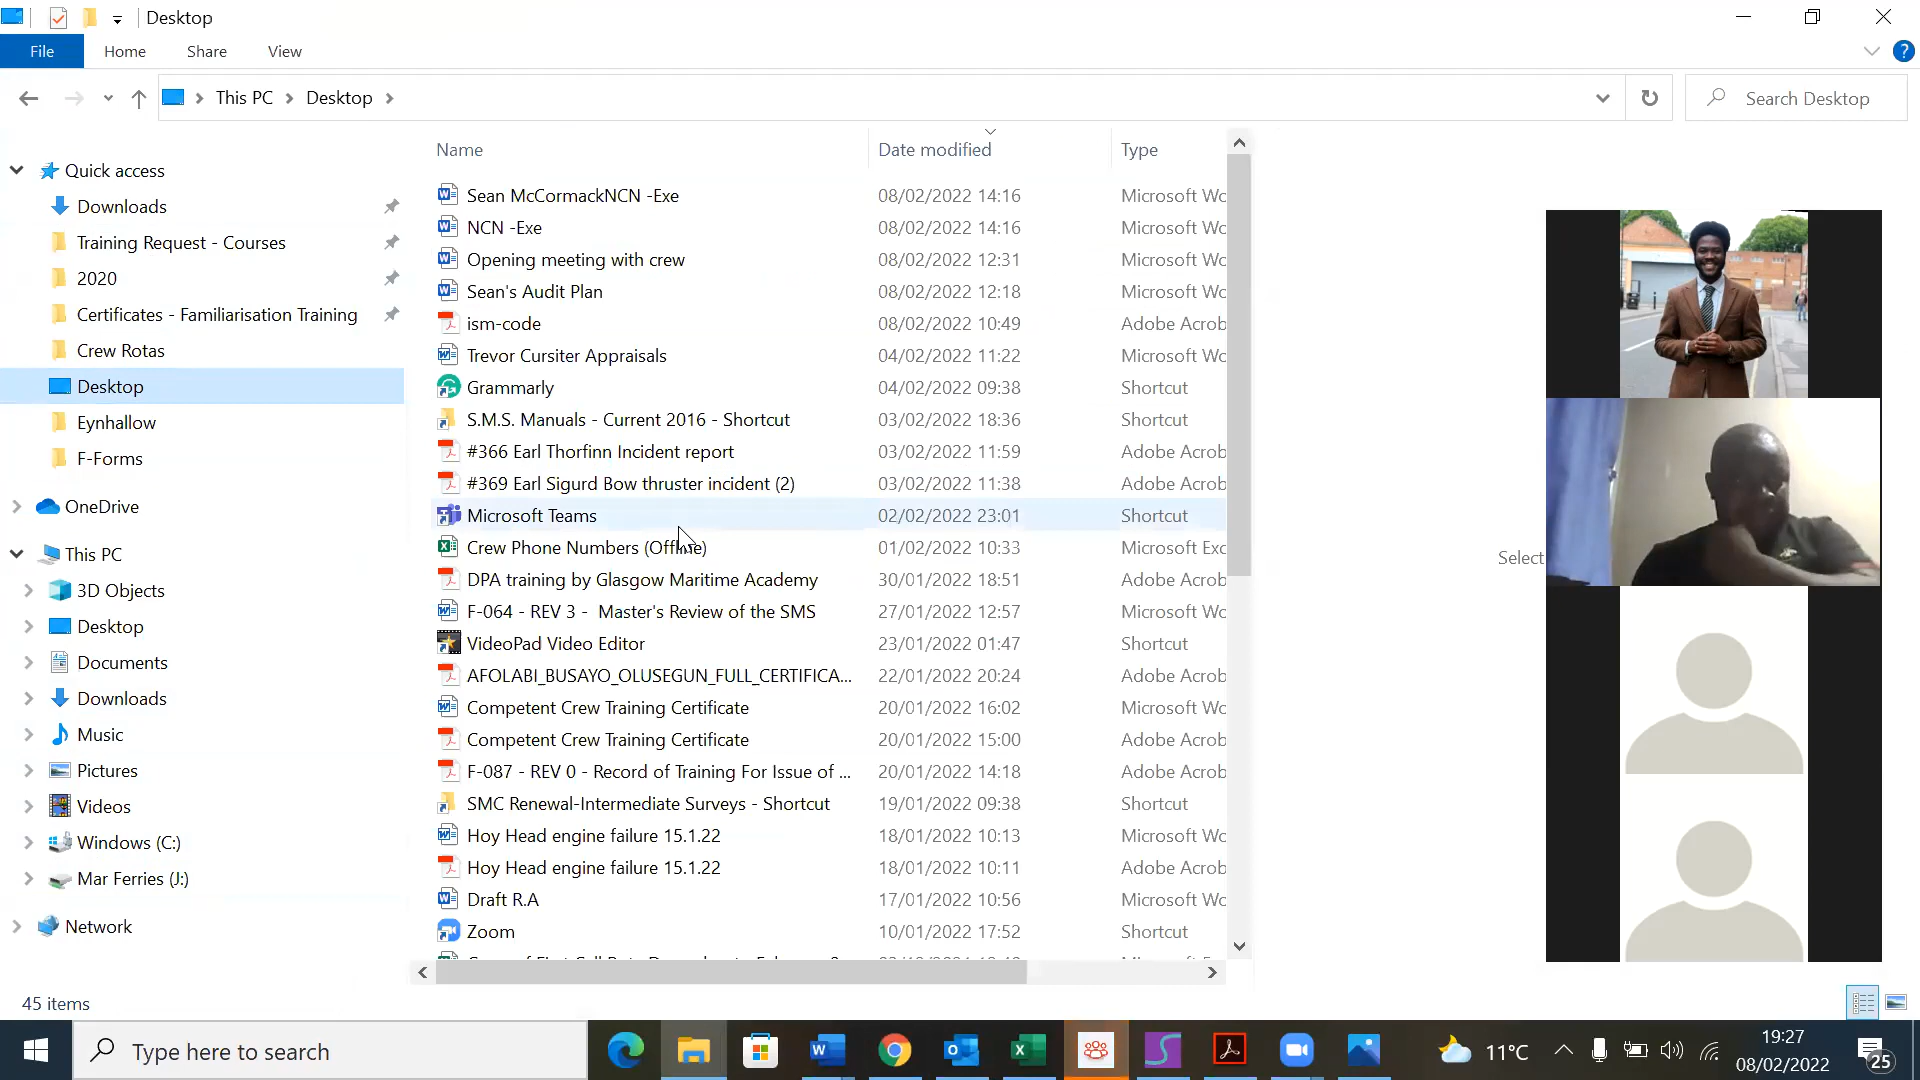 Desktop
File
Home
Share
View
This PC
Desktop
Search Desktop
Quick access
Downloads
Training Request - Courses
2020
Certificates - Familiarisation Training
Crew Rotas
Desktop
Eynhallow
F-Forms
OneDrive
This PC
3D Objects
Desktop
Documents
Downloads
Music
Pictures
Videos
Windows (C:)
Mar Ferries (J:)
Network
Name Date modified Type
Sean McCormackNCN -Exe 08/02/2022 14:16 Microsoft Wo
NCN -Exe 08/02/2022 14:16 Microsoft Wo
Opening meeting with crew 08/02/2022 12:31 Microsoft Wo
Sean's Audit Plan 08/02/2022 12:18 Microsoft Wo
ism-code 08/02/2022 10:49 Adobe Acrob
Trevor Cursiter Appraisals 04/02/2022 11:22 Microsoft Wo
Grammarly 04/02/2022 09:38 Shortcut
S.M.S. Manuals - Current 2016 - Shortcut 03/02/2022 18:36 Shortcut
#366 Earl Thorfinn Incident report 03/02/2022 11:59 Adobe Acrob
#369 Earl Sigurd Bow thruster incident (2) 03/02/2022 11:38 Adobe Acrob
Microsoft Teams 02/02/2022 23:01 Shortcut
Crew Phone Numbers (Offline) 01/02/2022 10:33 Microsoft Exc
DPA training by Glasgow Maritime Academy 30/01/2022 18:51 Adobe Acrob
F-064 - REV 3 - Master's Review of the SMS 27/01/2022 12:57 Microsoft Wo
VideoPad Video Editor 23/01/2022 01:47 Shortcut
AFOLABI_BUSAYO_OLUSEGUN_FULL_CERTIFICA... 22/01/2022 20:24 Adobe Acrob
Competent Crew Training Certificate 20/01/2022 16:02 Microsoft Wo
Competent Crew Training Certificate 20/01/2022 15:00 Adobe Acrob
F-087 - REV 0 - Record of Training For Issue of ... 20/01/2022 14:18 Adobe Acrob
SMC Renewal-Intermediate Surveys - Shortcut 19/01/2022 09:38 Shortcut
Hoy Head engine failure 15.1.22 18/01/2022 10:13 Microsoft Wo
Hoy Head engine failure 15.1.22 18/01/2022 10:11 Adobe Acrob
Draft R.A 17/01/2022 10:56 Microsoft Wo
Zoom 10/01/2022 17:52 Shortcut
Select
45 items
Type here to search
11°C
19:27
08/02/2022
25